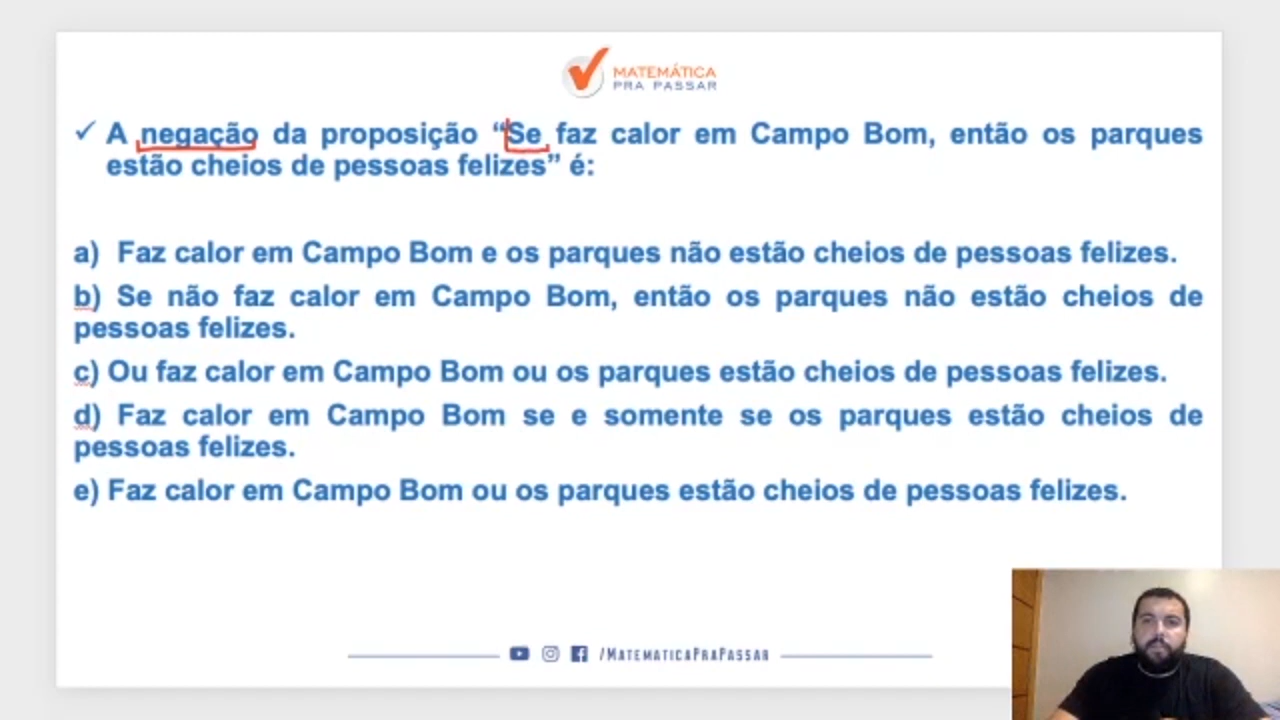 MATEMÁTICA
PRA PASSAR
✓ A negação da proposição “Se faz calor em Campo Bom, então os parques
estão cheios de pessoas felizes” é:
a) Faz calor em Campo Bom e os parques não estão cheios de pessoas felizes.
b) Se não faz calor em Campo Bom, então os parques não estão cheios de
pessoas felizes.
c) Ou faz calor em Campo Bom ou os parques estão cheios de pessoas felizes.
d) Faz calor em Campo Bom se e somente se os parques estão cheios de
pessoas felizes.
e) Faz calor em Campo Bom ou os parques estão cheios de pessoas felizes.
/MATEMATICAPRAPASSAR